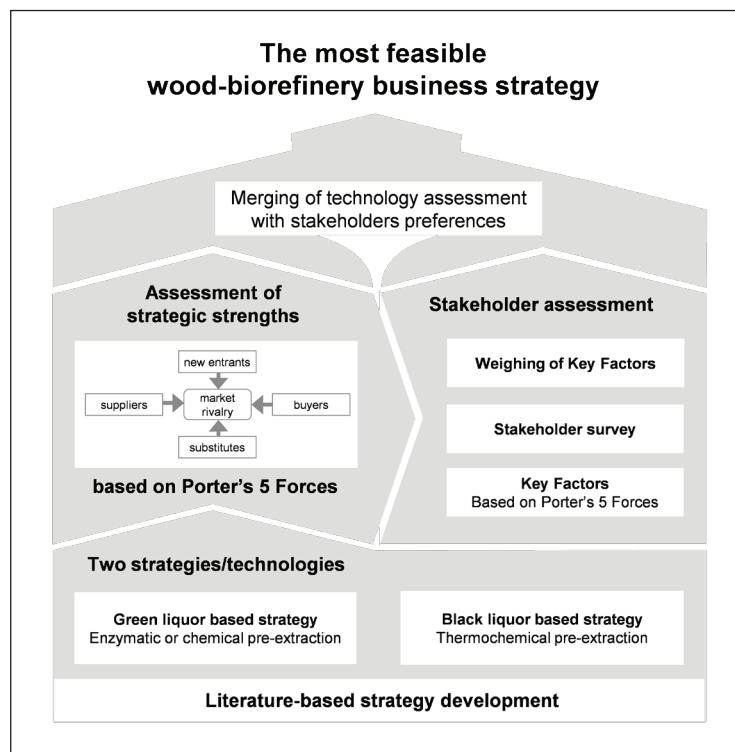 The most feasible
wood-biorefinery business strategy
Merging of technology assessment
with stakeholders preferences
Assessment of
strategic strengths
new entrants
suppliers
market
rivalry
buyers
substitutes
based on Porter's 5 Forces
Stakeholder assessment
Weighing of Key Factors
Stakeholder survey
Key Factors
Based on Porter's 5 Forces
Two strategies/technologies
Green liquor based strategy
Enzymatic or chemical pre-extraction
Black liquor based strategy
Thermochemical pre-extraction
Literature-based strategy development